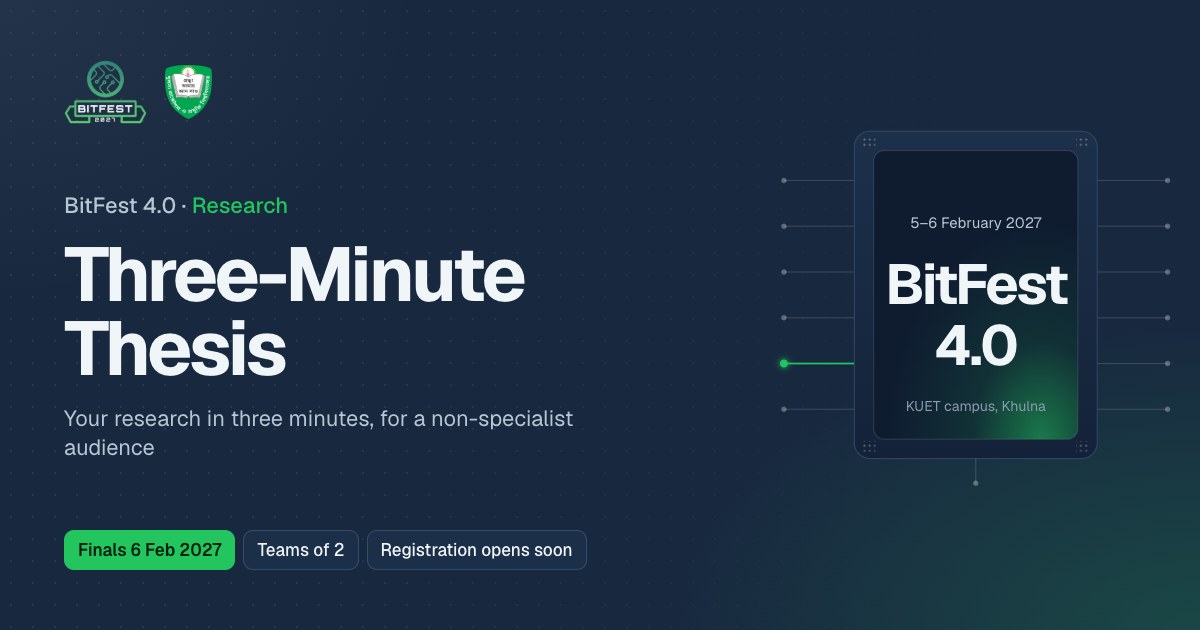 BITFEST
2027
BitFest 4.0 · Research
Three-Minute
Thesis
Your research in three minutes, for a non-specialist
audience
Finals 6 Feb 2027
Teams of 2
Registration opens soon
5–6 February 2027
BitFest
4.0
KUET campus, Khulna